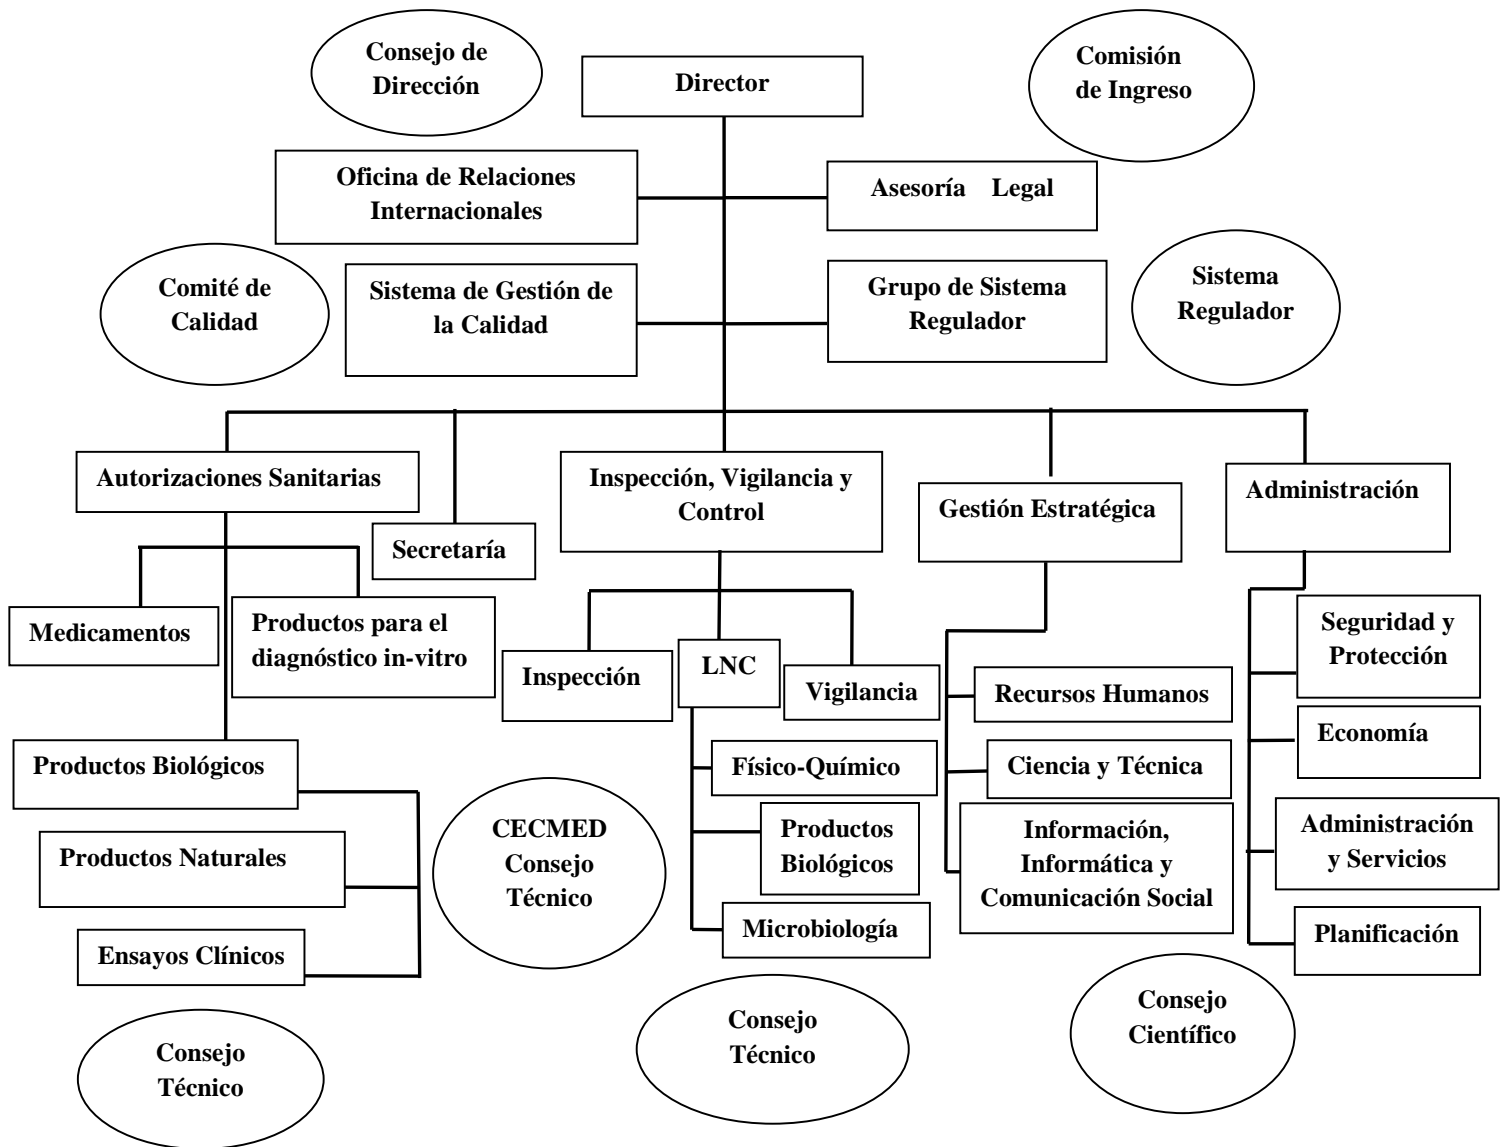 Consejo de
Dirección
Director
Comisión
de Ingreso
Oficina de Relaciones
Internacionales
Asesoría Legal
Comité de
Calidad
Sistema de Gestión de
la Calidad
Grupo de Sistema
Regulador
Sistema
Regulador
Autorizaciones Sanitarias
Secretaría
Inspección, Vigilancia y
Control
Gestión Estratégica
Administración
Medicamentos
Productos para el
diagnóstico in-vitro
Inspección
LNC
Vigilancia
Recursos Humanos
Seguridad y
Protección
Productos Biológicos
Físico-Químico
Ciencia y Técnica
Economía
Productos Naturales
CECMED
Consejo
Técnico
Productos
Biológicos
Información,
Informática y
Comunicación Social
Administración
y Servicios
Ensayos Clínicos
Microbiología
Planificación
Consejo
Técnico
Consejo
Técnico
Consejo
Científico